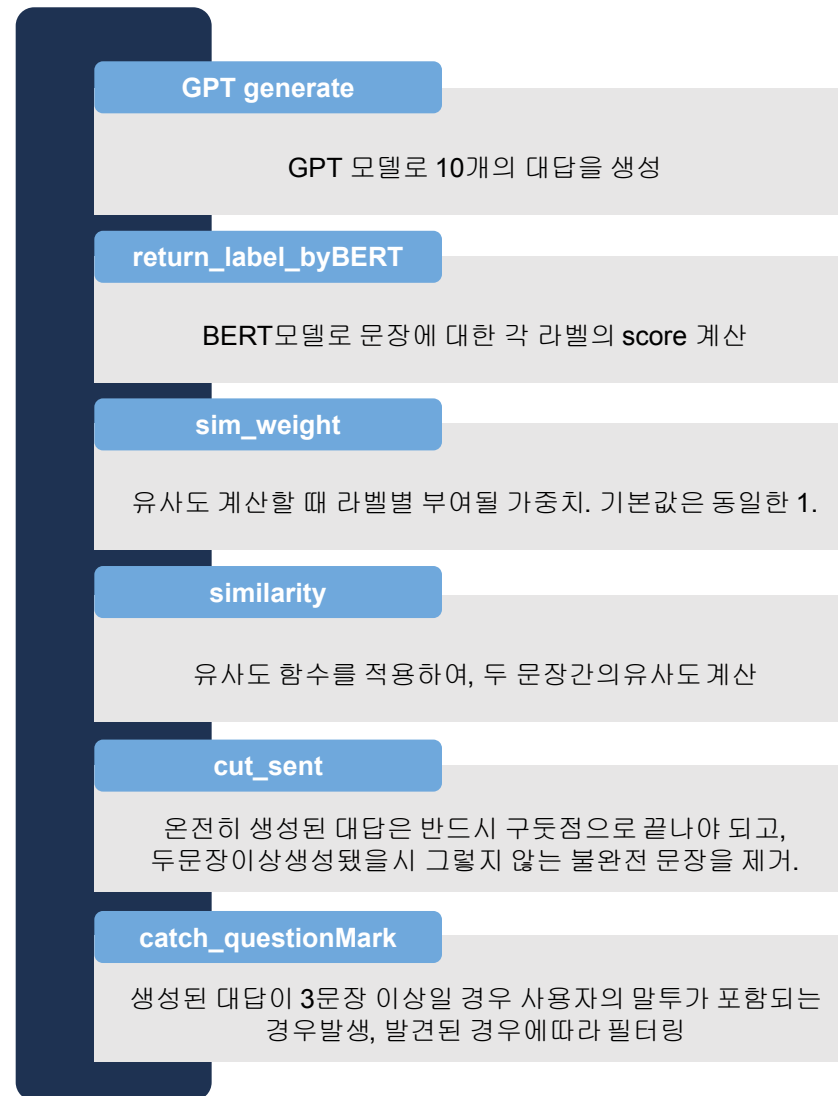 GPT generate
GPT 모델로 10개의 대답을 생성
return_label_byBERT
BERT모델로 문장에 대한 각 라벨의 score 계산
sim_weight
유사도 계산할 때 라벨별 부여될 가중치. 기본값은 동일한 1.
similarity
유사도 함수를 적용하여, 두 문장간의유사도 계산
cut_sent
온전히 생성된 대답은 반드시 구둣점으로 끝나야 되고,
두문장이상생성됐을시 그렇지 않는 불완전 문장을 제거.
catch_questionMark
생성된 대답이 3문장 이상일 경우 사용자의 말투가 포함되는
경우발생, 발견된 경우에따라 필터링